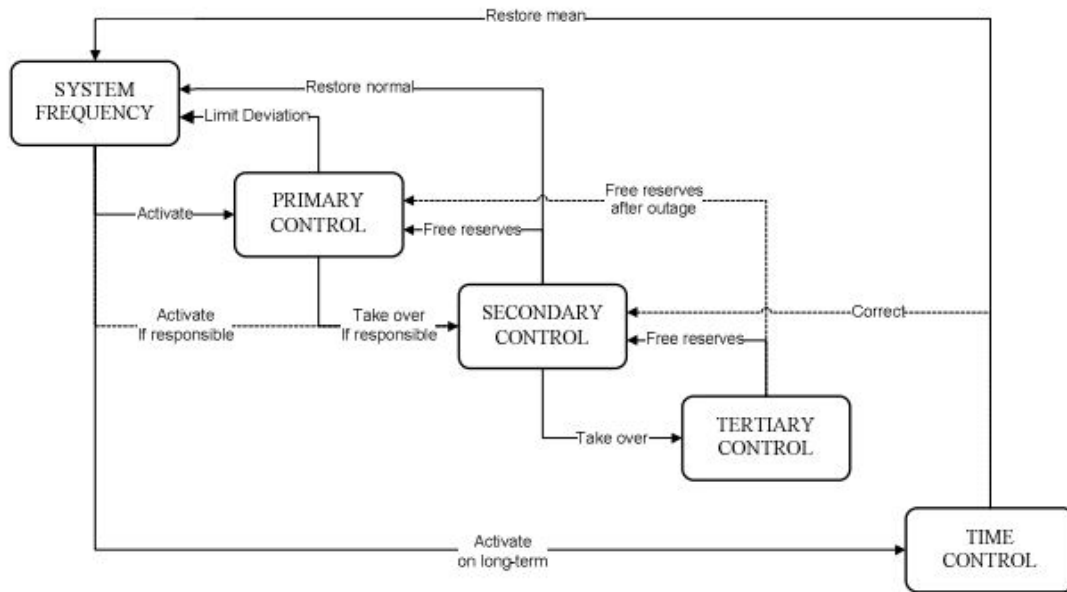 Restore mean
SYSTEM
FREQUENCY
Restore normal
Limit Deviation
PRIMARY
CONTROL
Activate
Free reserves
after outage
Free reserves
SECONDARY
CONTROL
Activate
If responsible
Take over
If responsible
Correct
Free reserves
TERTIARY
CONTROL
Take over
Activate
on long-term
TIME
CONTROL